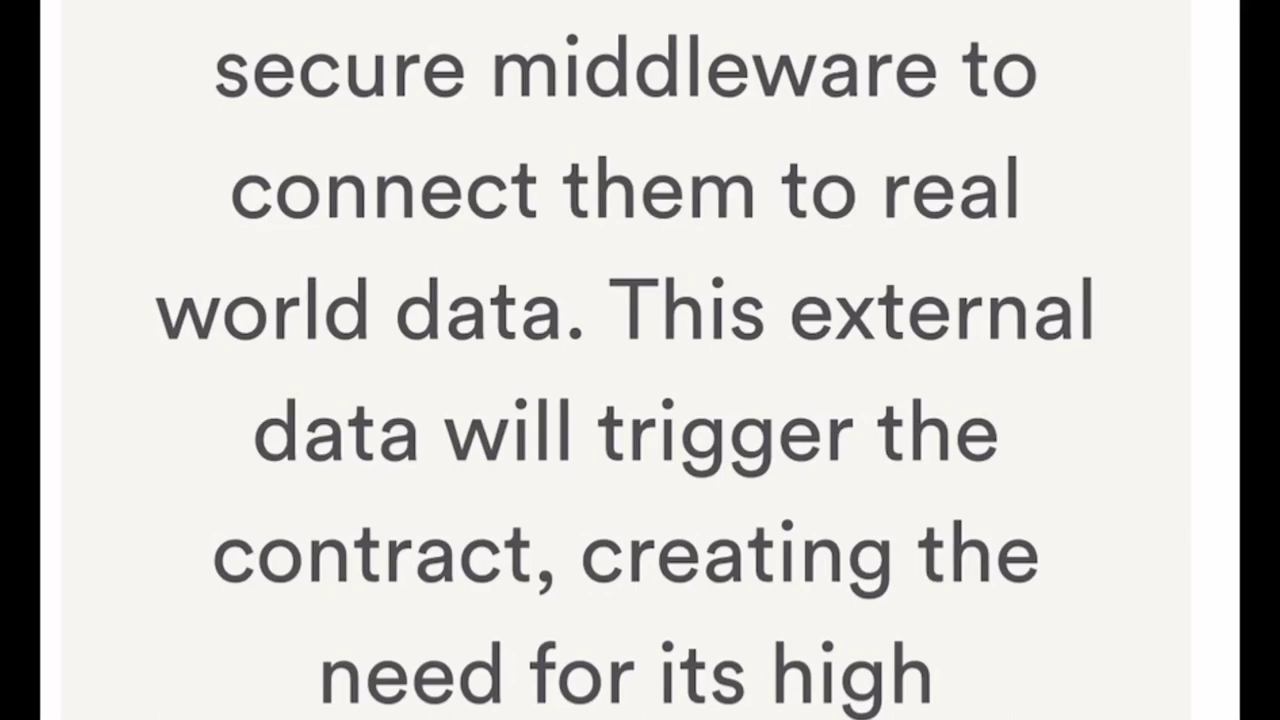 secure middleware to
connect them to real
world data. This external
data will trigger the
contract, creating the
need for its high